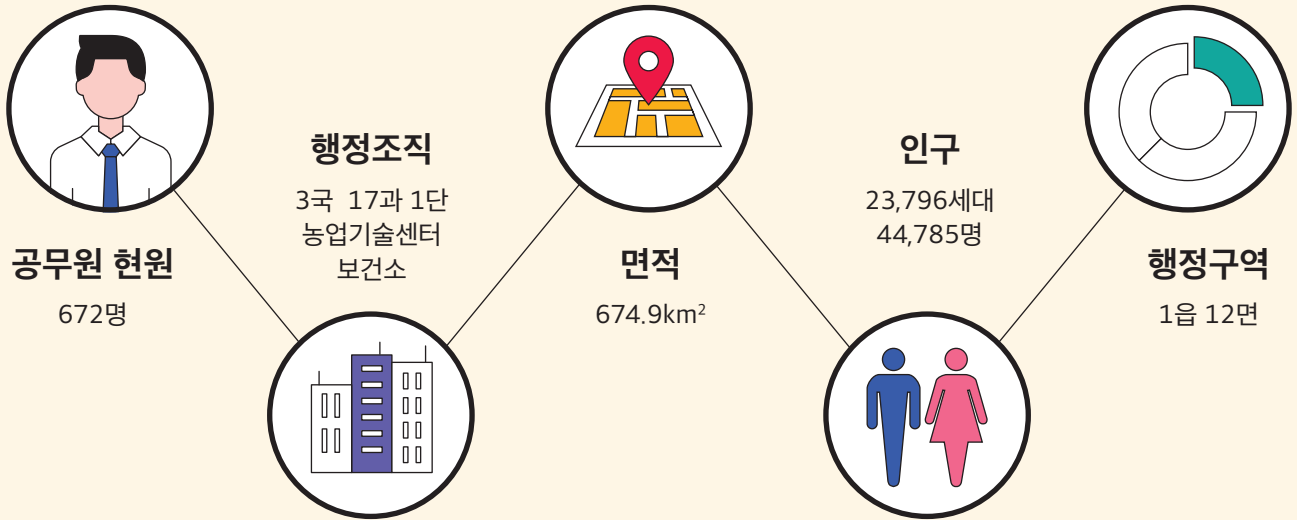 공무원 현원
672명
행정조직
3국 17과 1단
농업기술센터
보건소
면적
674.9km²
인구
23,796세대
44,785명
행정구역
1읍 12면